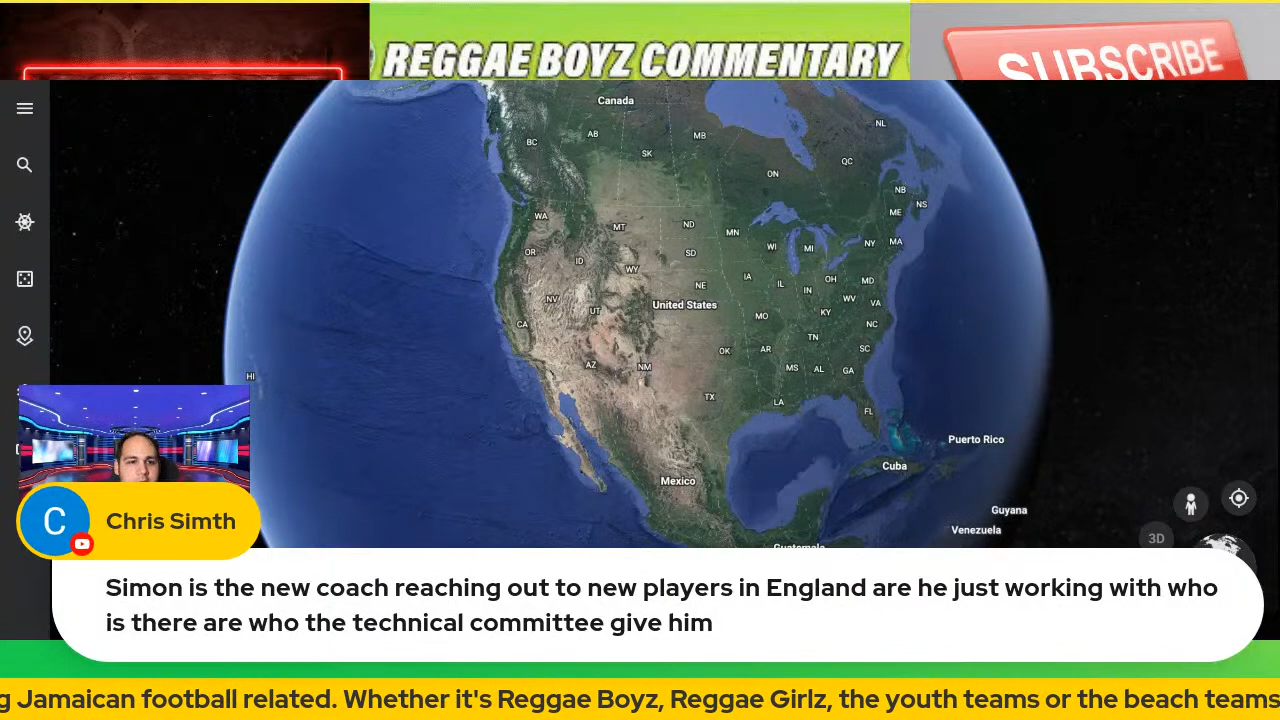 REGGAE BOYZ COMMENTARY
SUBSCRIBE
Canada
NL
BC
AB
MB
SK
QC
ON
NB
NS
ME
WA
MT
ND
MN
OR
ID
SD
WI
MI
NY
MA
WY
IA
NE
IL
IN
OH
MD
NV
UT
United States
WV
VA
CA
MO
KY
NC
TN
AZ
NM
OK
AR
SC
HI
MS
AL
GA
TX
LA
FL
Puerto Rico
Cuba
Mexico
Guyana
Venezuela
3D
Guatemala
C
Chris Simth
Simon is the new coach reaching out to new players in England are he just working with who
is there are who the technical committee give him
g Jamaican football related. Whether it's Reggae Boyz, Reggae Girlz, the youth teams or the beach teams